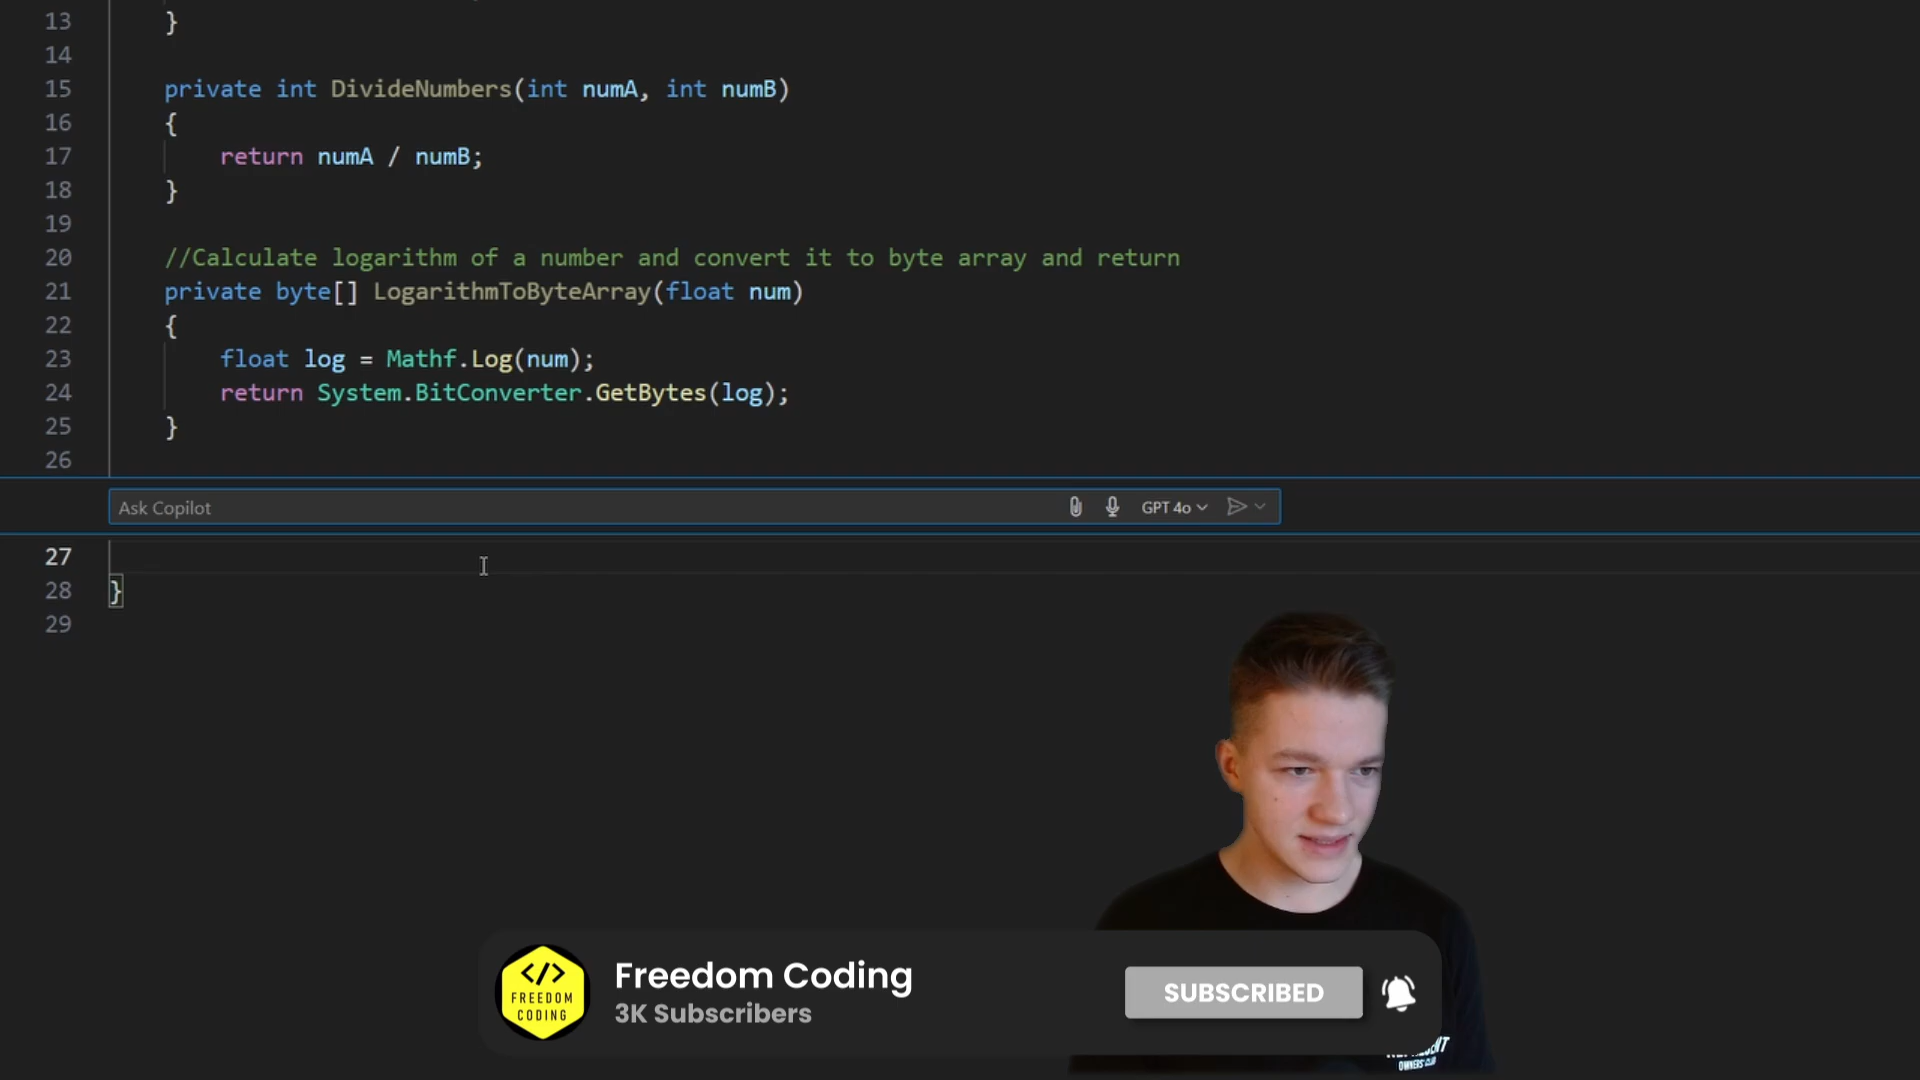 13 }
14
15 private int DivideNumbers(int numA, int numB)
16 {
17 return numA / numB;
18 }
19
20 //Calculate logarithm of a number and convert it to byte array and return
21 private byte[] LogarithmToByteArray(float num)
22 {
23 float log = Mathf.Log(num);
24 return System.BitConverter.GetBytes(log);
25 }
26
Ask Copilot GPT 4o
27
28 }
29
</> FREEDOM CODING
Freedom Coding
3K Subscribers
SUBSCRIBED
OWNERS' CLUB